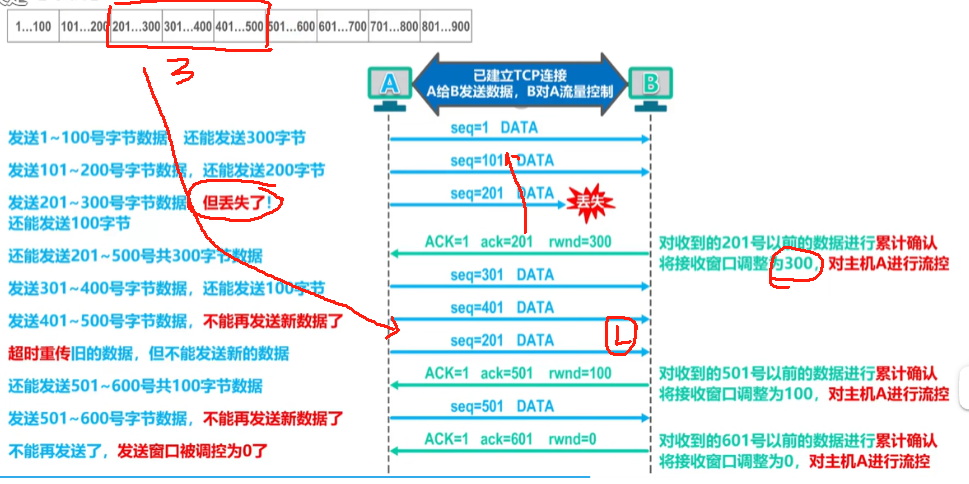 1...100 101...200 201...300 301...400 401...500 501...600 601...700 701...800 801...900
3
已建立TCP连接
A给B发送数据，B对A流量控制
A
B
发送1~100号字节数据，还能发送300字节
seq=1 DATA
发送101~200号字节数据，还能发送200字节
seq=101 DATA
发送201~300号字节数据，但丢失了！
还能发送100字节
seq=201 DATA
丢失
还能发送201~500号共300字节数据
ACK=1 ack=201 rwnd=300
对收到的201号以前的数据进行累计确认
将接收窗口调整为300，对主机A进行流控
发送301~400号字节数据，还能发送100字节
seq=301 DATA
发送401~500号字节数据，不能再发送新数据了
seq=401 DATA
超时重传旧的数据，但不能发送新的数据
seq=201 DATA
还能发送501~600号共100字节数据
ACK=1 ack=501 rwnd=100
对收到的501号以前的数据进行累计确认
将接收窗口调整为100，对主机A进行流控
发送501~600号字节数据，不能再发送新数据了
seq=501 DATA
不能再发送了，发送窗口被调控为0了
ACK=1 ack=601 rwnd=0
对收到的601号以前的数据进行累计确认
将接收窗口调整为0，对主机A进行流控